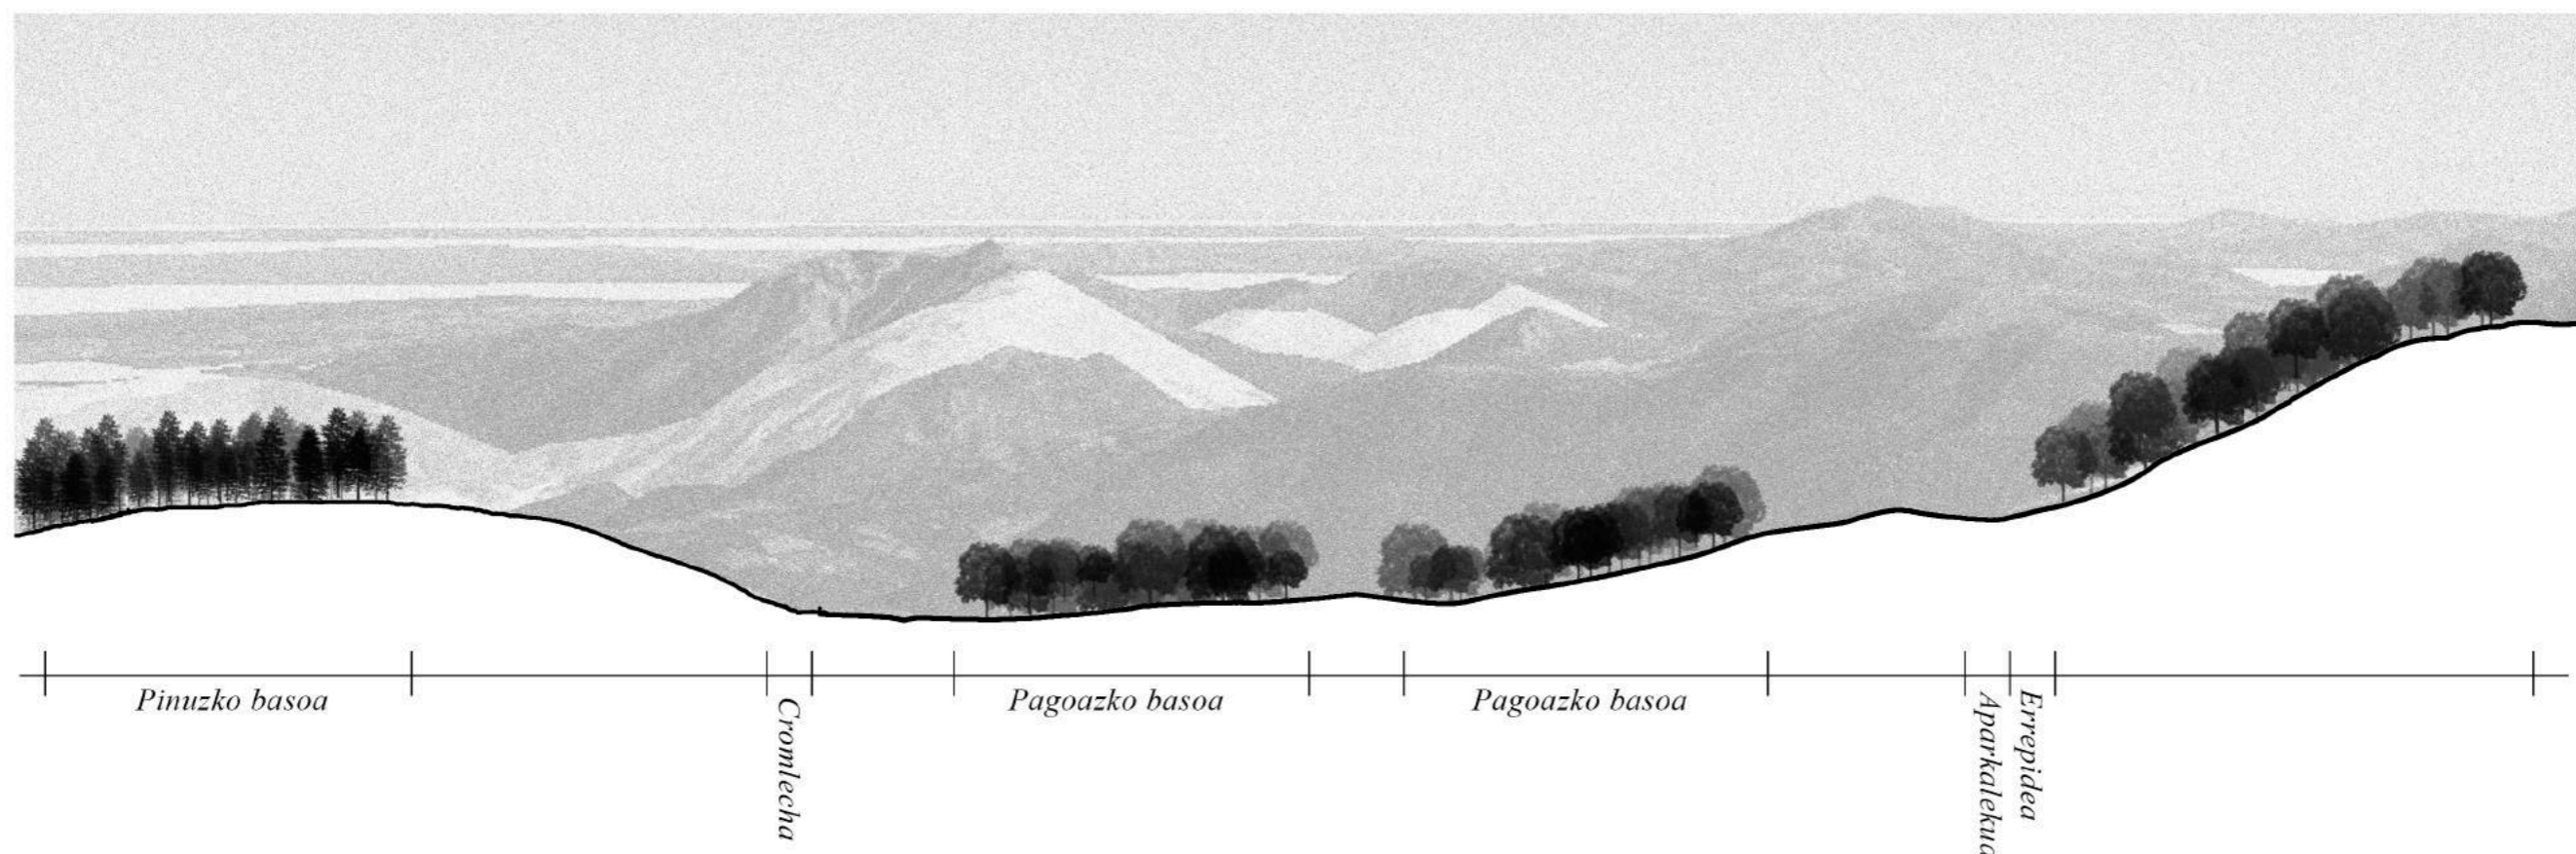 Pinuzko basoa
Cromlecha
Pagoazko basoa
Pagoazko basoa
Aparkalekua
Errepidea